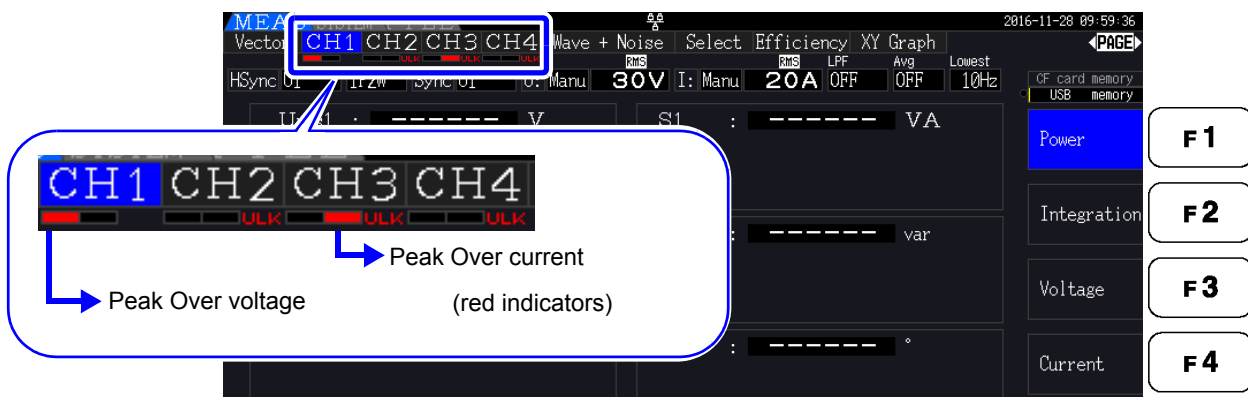 MEAS 2016-11-28 09:59:36
Vector CH1 CH2 CH3 CH4 Wave + Noise Select Efficiency XY Graph PAGE
ULK ULK ULK RMS RMS LPF Avg Lowest
HSync Manu 30V I: Manu 20A OFF OFF 10Hz CF card memory
USB memory
V S1 : ------ VA
Power F1
CH1 CH2 CH3 CH4
ULK ULK ULK
Integration F2
: ------ var
Peak Over current
Peak Over voltage (red indicators)
Voltage F3
: ------ °
Current F4